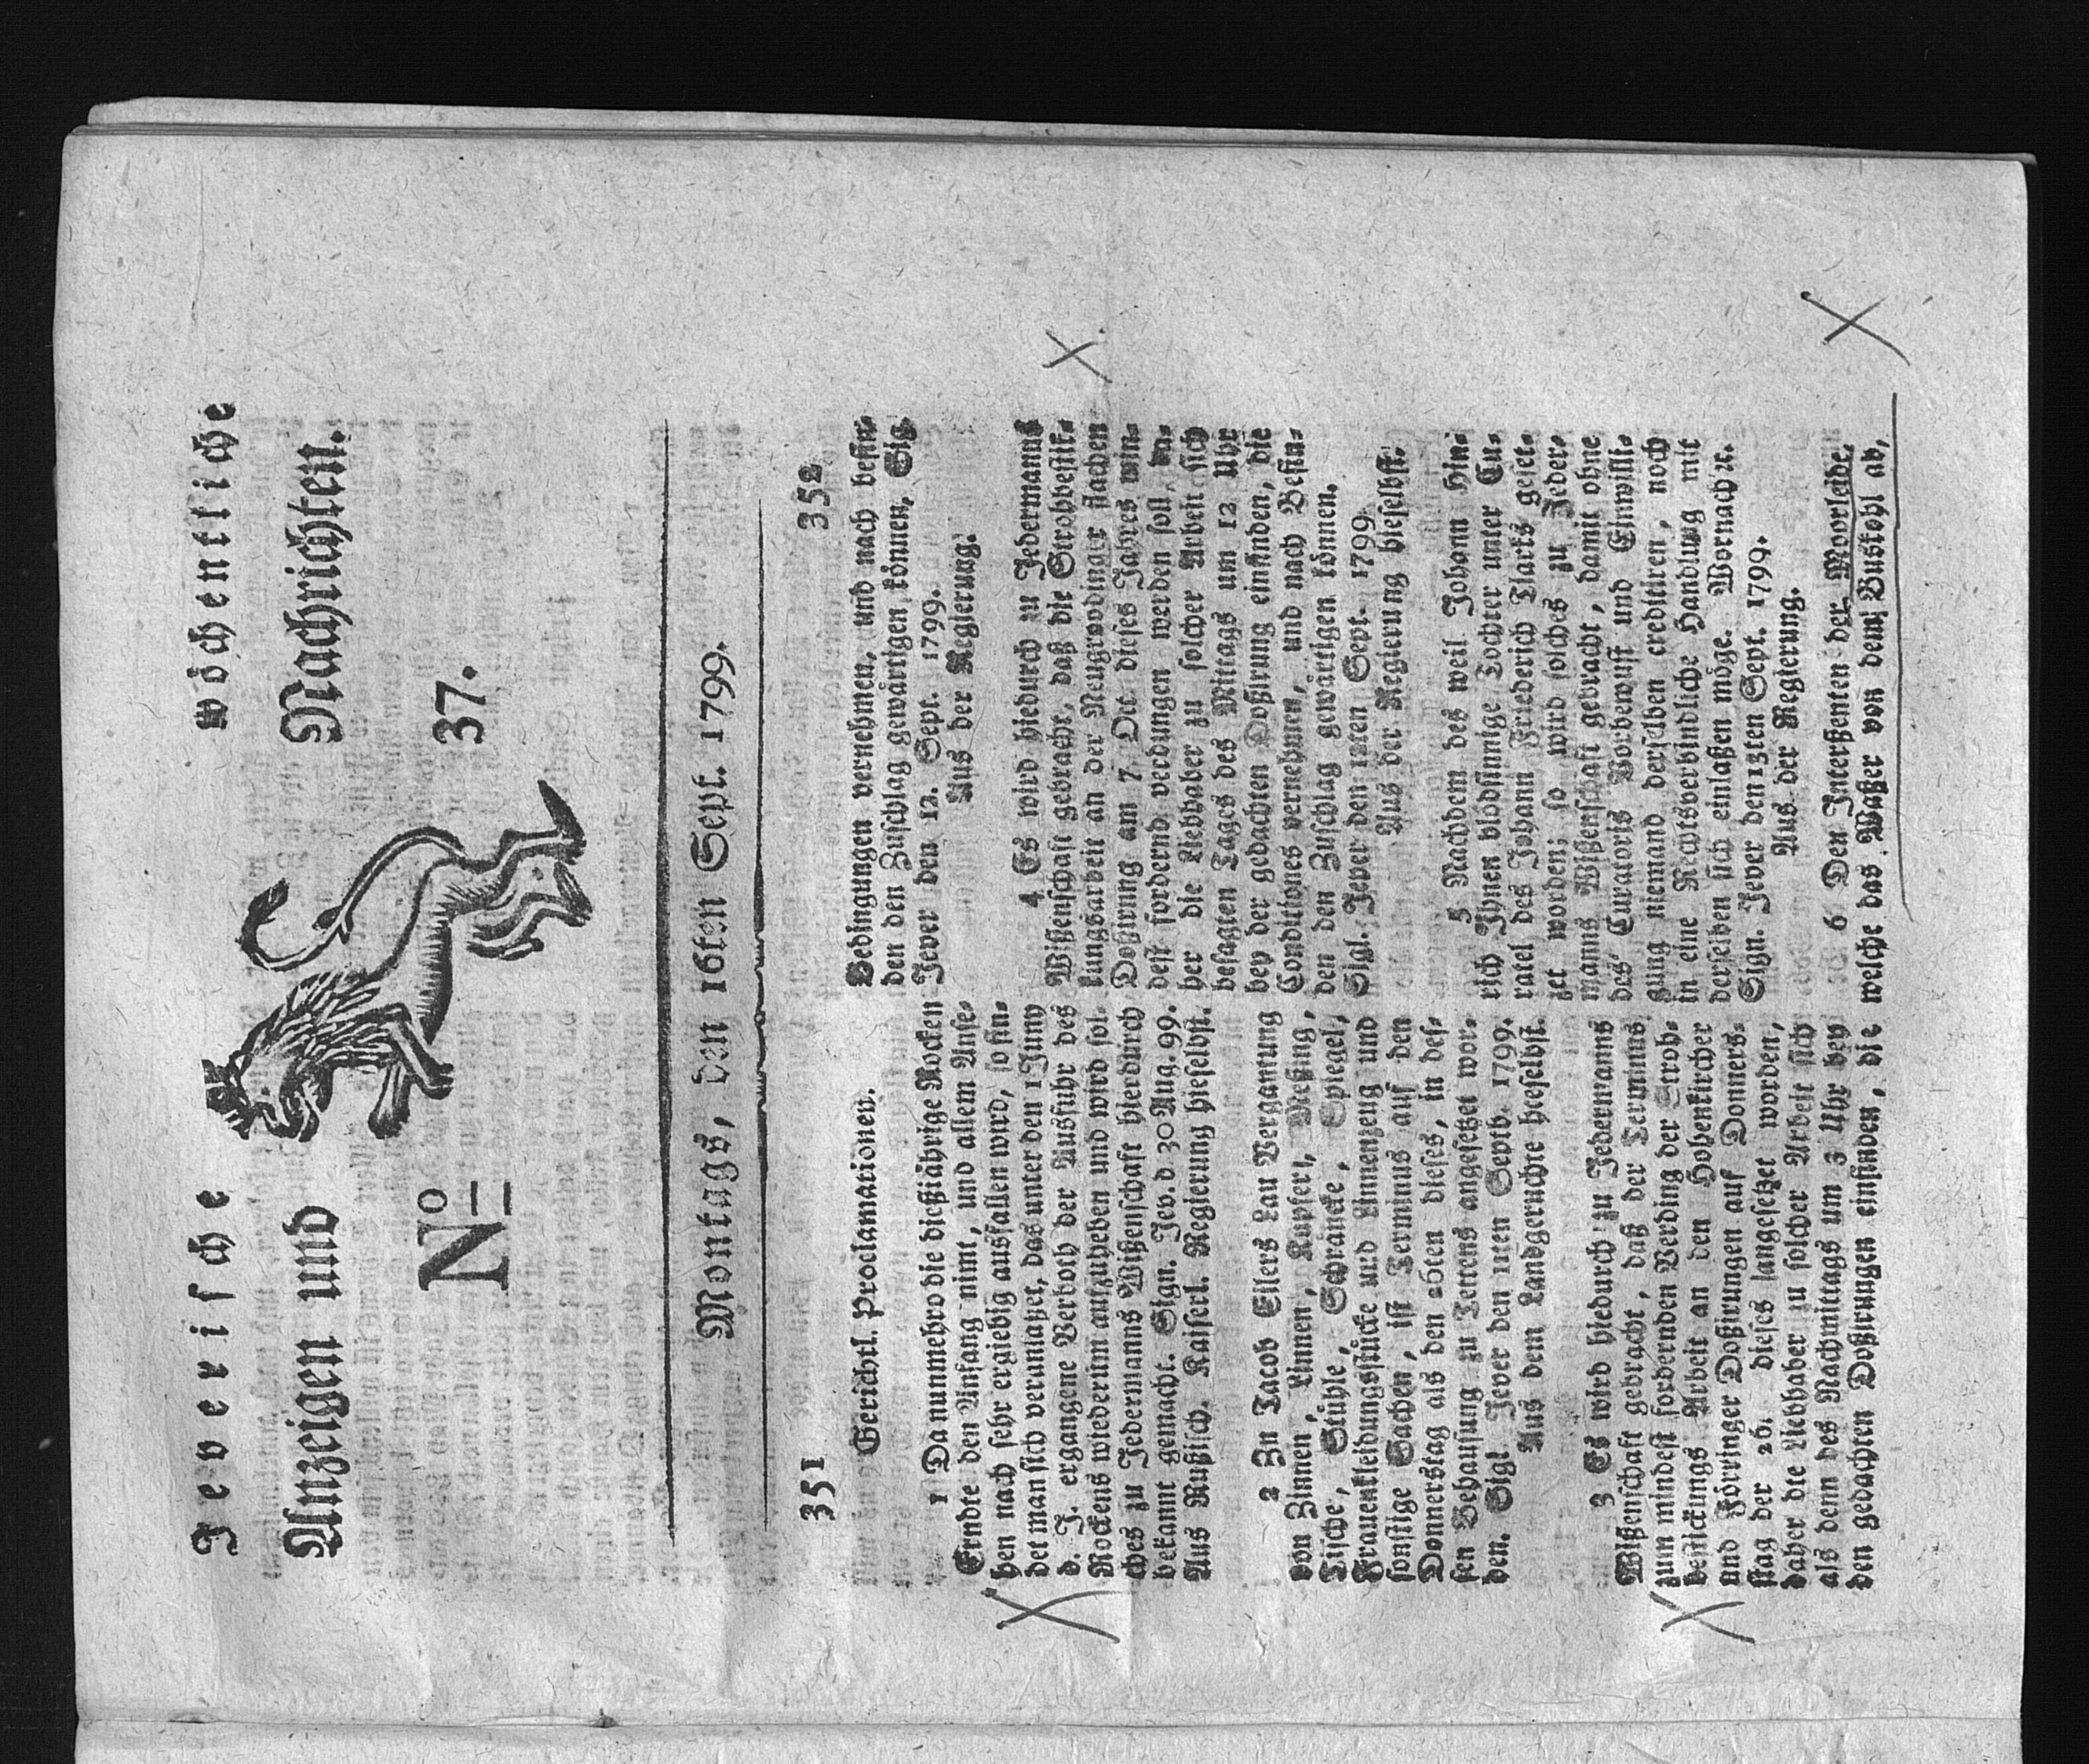 Jeverische wöchentliche
Anzeigen und Nachrichten.
No 37.
Montags, den 16ten Sept. 1799.
351
Gerichtl. Proclamationen.
1 Da nunmehro die dießjährige Rocken
Erndte den Anfang nimt, und allem Anse-
hen nach sehr ergiebig ausfallen wird, so fin-
det man sich veranlaßet, das unter den 1 Juny
d. J. ergangene Verboth der Ausfuhr des
Rockens wiederum aufzuheben und wird sol-
ches zu Jedermanns Wißenschaft hierdurch
bekannt gemacht. Sign. Jev. d 30 Aug. 99.
Aus Rußisch. Kaiserl. Regierung hieselbst.
2 Zu Jacob Eilers Lau Vergantung
von Zinnen, Linnen, Kupfer, Meßing,
Tische, Stühle, Schräncke, Spiegel,
Frauenkleidungsstücke und Linnenzeug und
sonstige Sachen, ist Terminus auf den
Donnerstag als den 26ten dieses, in des-
sen Behausung zu Tettens angesetzet wor-
den. Sigl Jever den 11ten Septb. 1799.
Aus dem Landgerichte hieselbst.
3 Es wird hiedurch zu Jedermanns
Wißenschaft gebracht, daß der Terminus
zum mindest fordernden Verding der Stroh-
bestickungs Arbeit an den Hohenkircher
und Förringer Doßirungen auf Donners-
stag der 26. dieses angesetzet worden,
daher die Liebhaber zu solcher Arbeit sich
als denn des Nachmittags um 3 Uhr bey
den gedachten Doßirungen einfinden, die
352
Bedingungen vernehmen, und nach befin-
den den Zuschlag gewärtigen können, Sig.
Jever den 12. Sept. 1799.
Aus der Regierung.
4 Es wird hiedurch zu Jedermanns
Wißenschaft gebracht, daß die Strohbestik-
kungsarbeit an der Neugroodinger flachen
Doßirung am 7. Oct dieses Jahres min-
dest fordernd verdungen werden soll, da-
her die Liebhaber zu solcher Arbeit sich
besagten Tages des Mittags um 12 Uhr
bey der gedachten Doßirung einfinden, die
Conditiones vernehmen, und nach Befin-
den den Zuschlag gewärtigen können.
Sigl. Jever den 12ten Sept. 1799
Aus der Regierung hieselbst.
5 Nachdem des weil Johann Hin-
rich Ihnen blödsinnige Tochter unter Cu-
ratel des Johann Friederich Tiarks geset-
zet worden; so wird solches zu Jeder-
manns Wißenschaft gebracht, damit ohne
des Curatoris Vorbewust und Einwilli-
gung niemand derselben creditiren, noch
in eine Rechtsverbindliche Handlung mit
derselben sich einlaßen möge. Wornach ꝛc.
Sign. Jever den 13ten Sept. 1799.
Aus der Regierung.
6 Den Interßenten der Moorleide,
welche das Waßer von dem Bustohl ab,